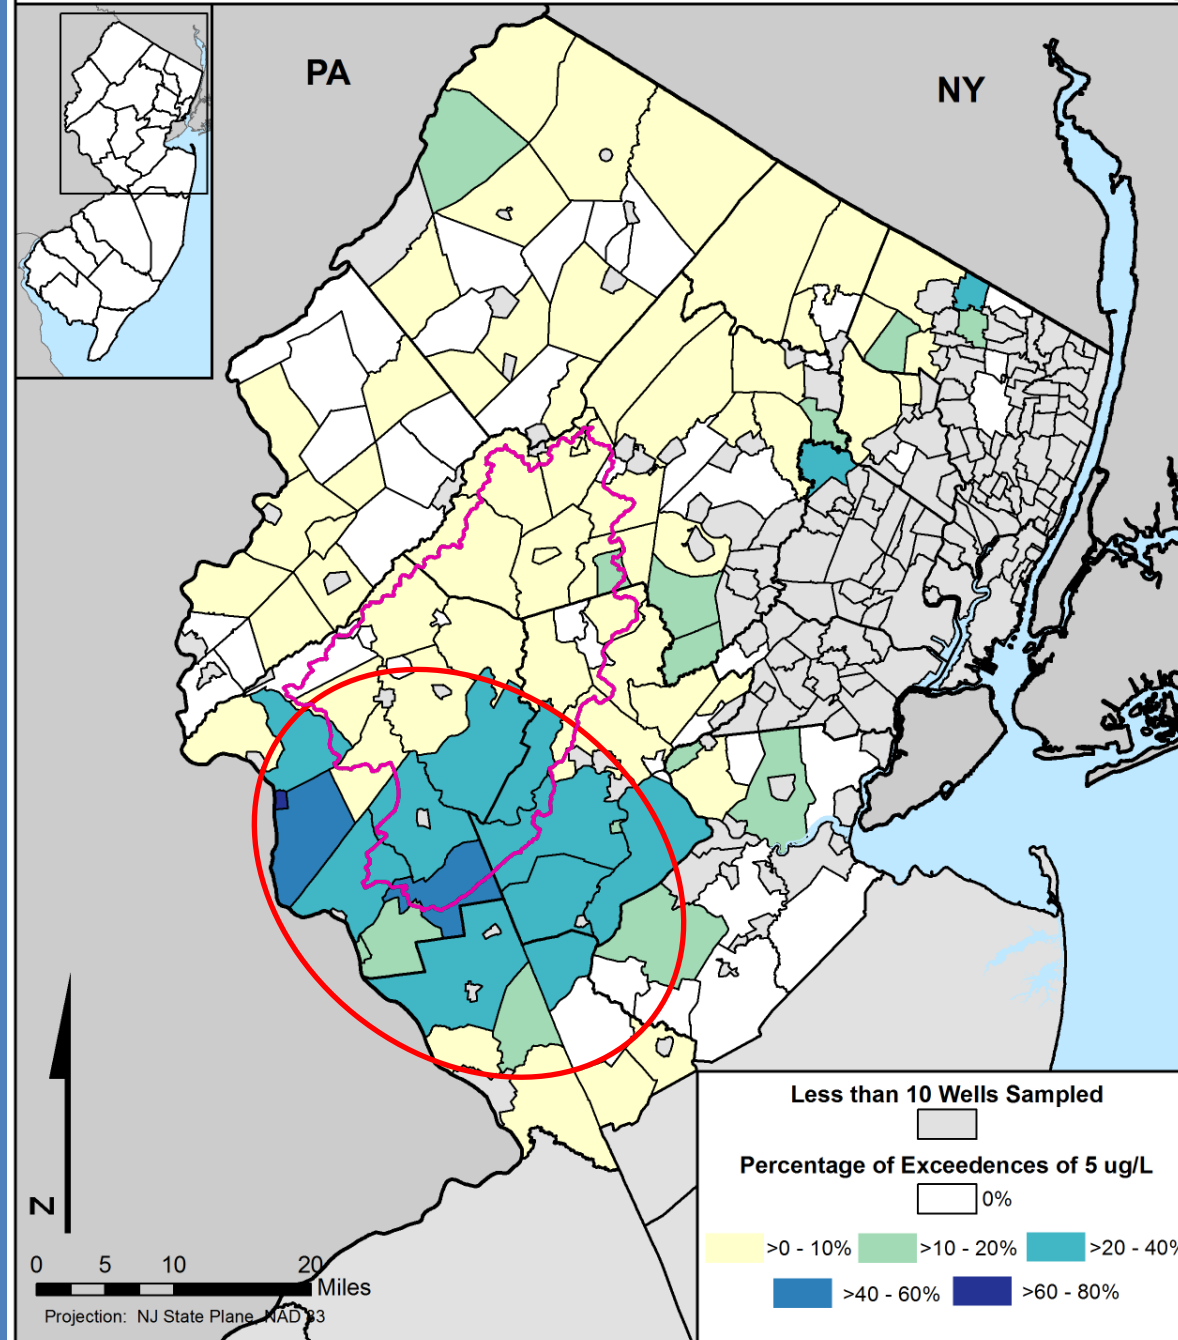 PA
NY
Less than 10 Wells Sampled
Percentage of Exceedences of 5 ug/L
0%
>0 - 10%
>10 - 20%
>20 - 40%
>40 - 60%
>60 - 80%
N
0 5 10 20
Miles
Projection: NJ State Plane, NAD 83